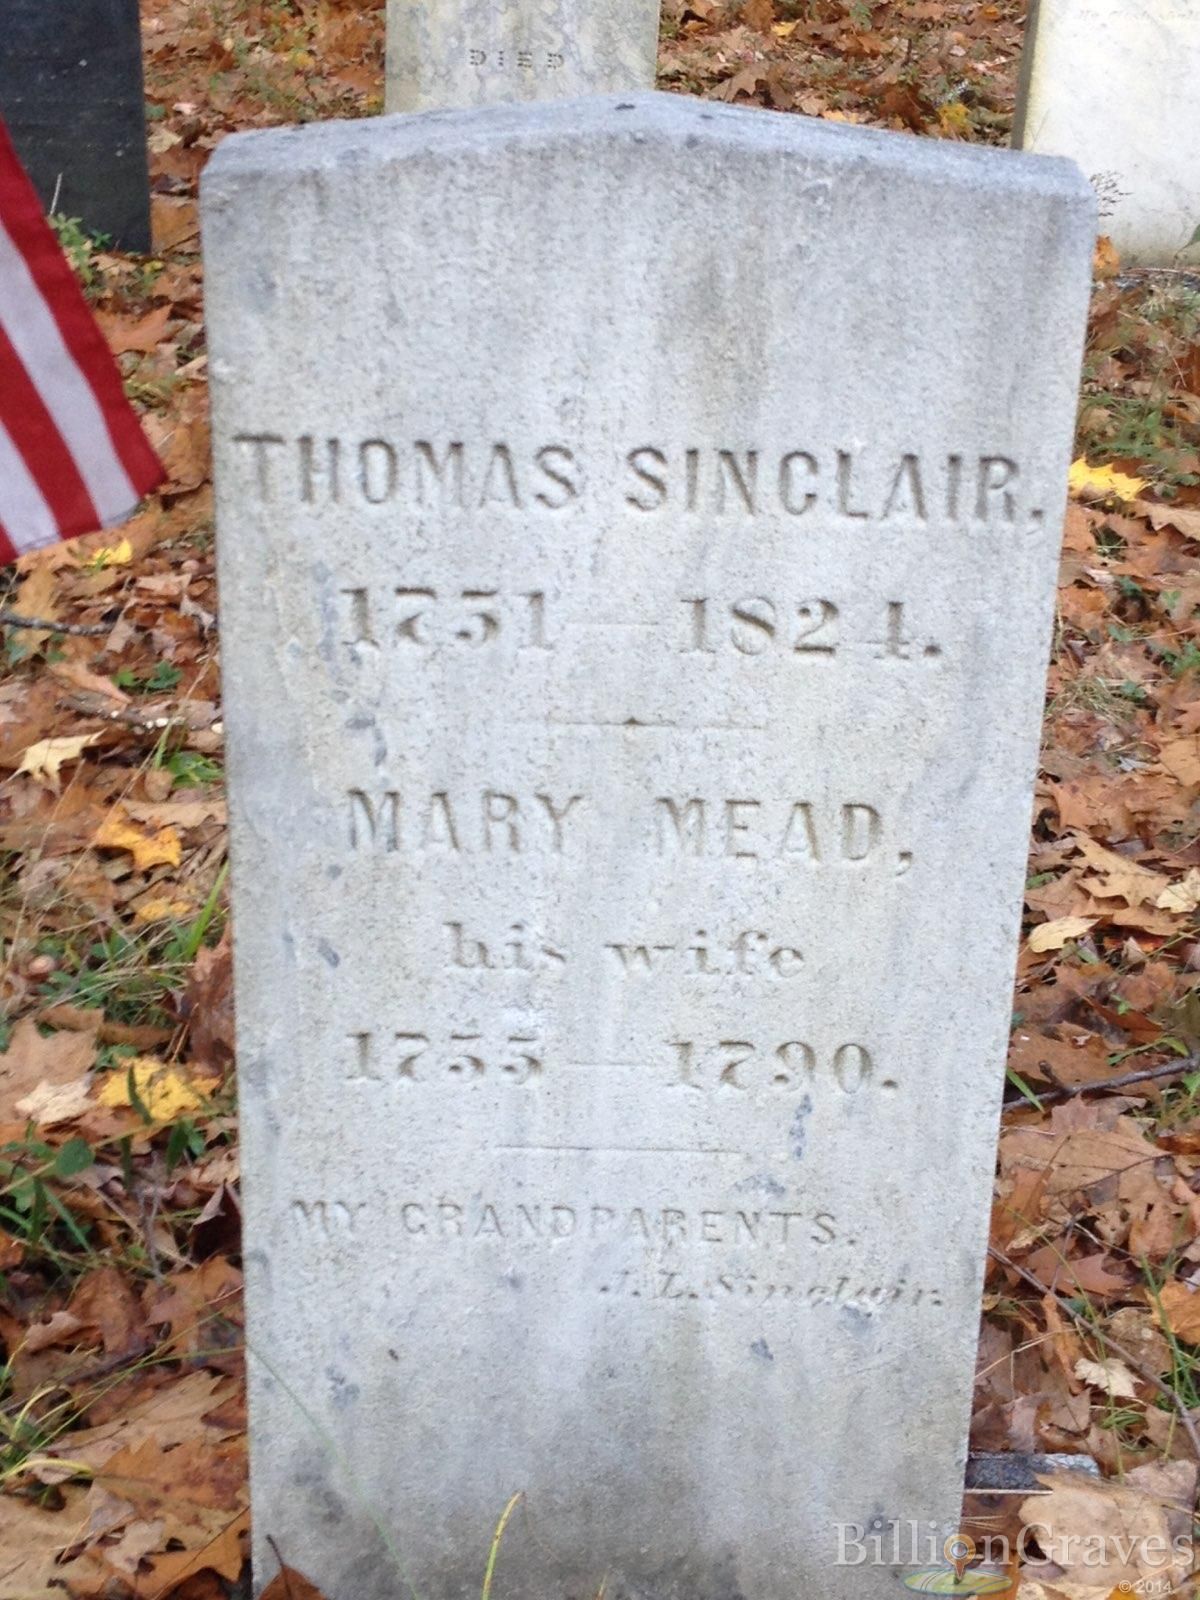 DIED
THOMAS SINCLAIR,
1751 — 1824.
MARY MEAD,
his wife
1755 — 1790.
MY GRANDPARENTS.
J. L. Sinclair.
BillionGraves
© 2014